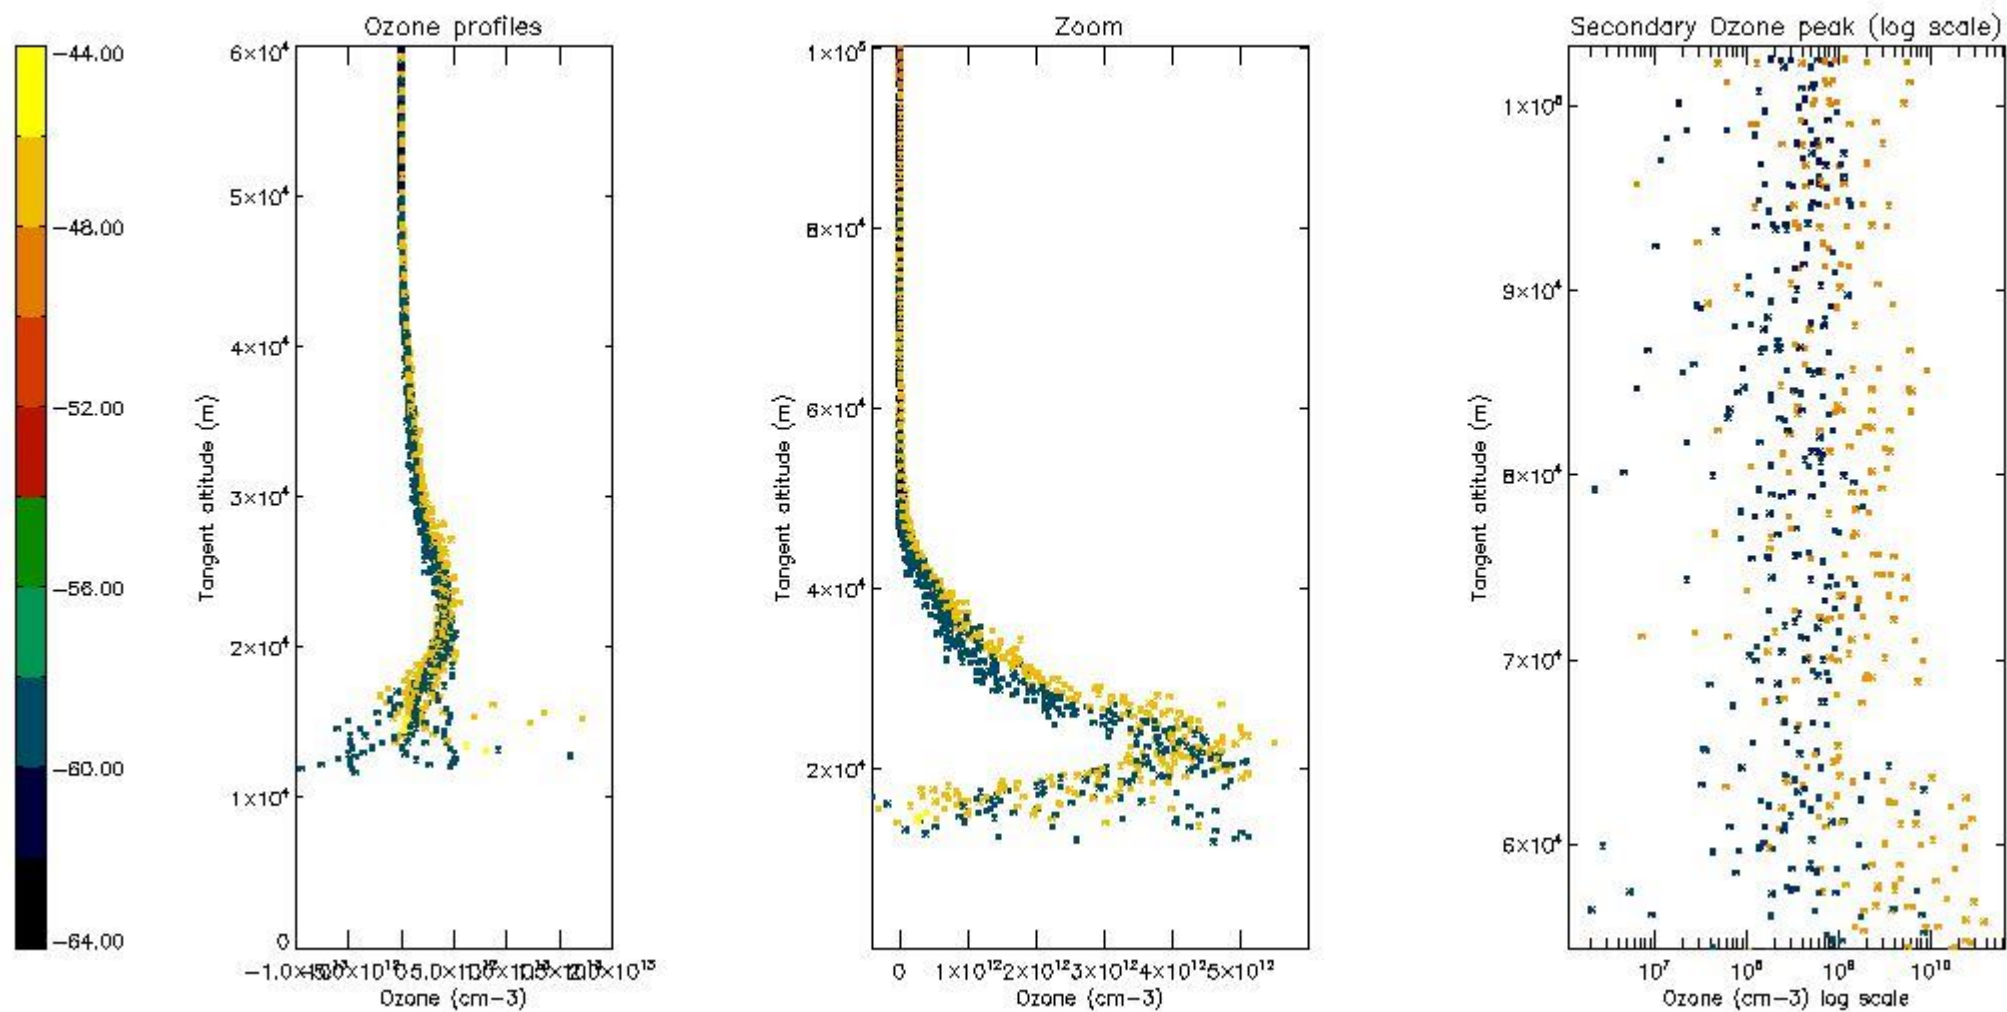 Ozone profiles
Zoom
Secondary Ozone peak (log scale)
−44.00
−48.00
−52.00
−56.00
−60.00
−64.00
6×10⁴
5×10⁴
4×10⁴
3×10⁴
2×10⁴
1×10⁴
0
Tangent altitude (m)
Ozone (cm−3)
1×10⁵
8×10⁴
6×10⁴
4×10⁴
2×10⁴
Tangent altitude (m)
0 1×10¹² 2×10¹² 3×10¹² 4×10¹² 5×10¹²
Ozone (cm−3)
1×10⁵
9×10⁴
8×10⁴
7×10⁴
6×10⁴
Tangent altitude (m)
10⁷ 10⁸ 10⁹ 10¹⁰
Ozone (cm−3) log scale